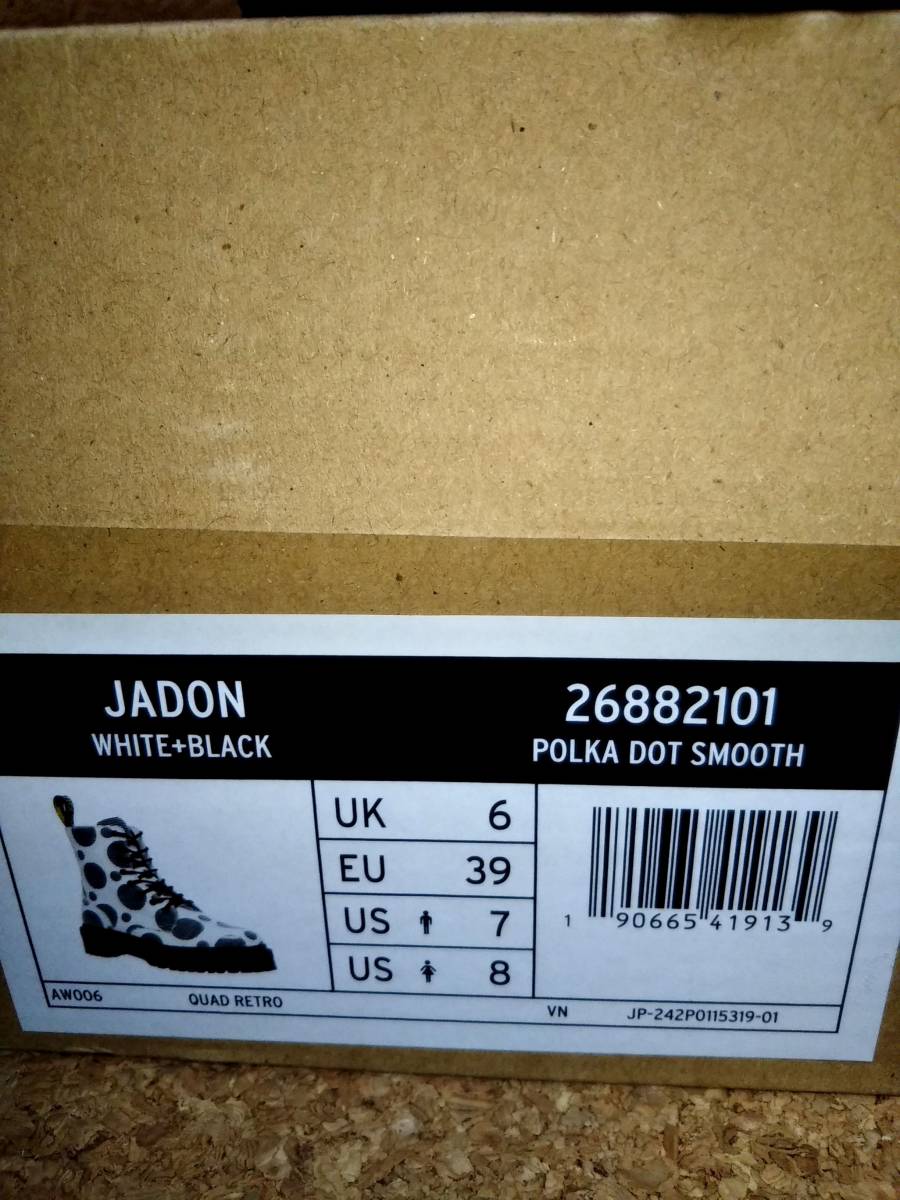 JADON
WHITE+BLACK
26882101
POLKA DOT SMOOTH
UK 6
EU 39
US 7
US 8
1 90665 41913 9
AW006 QUAD RETRO VN JP-242P0115319-01